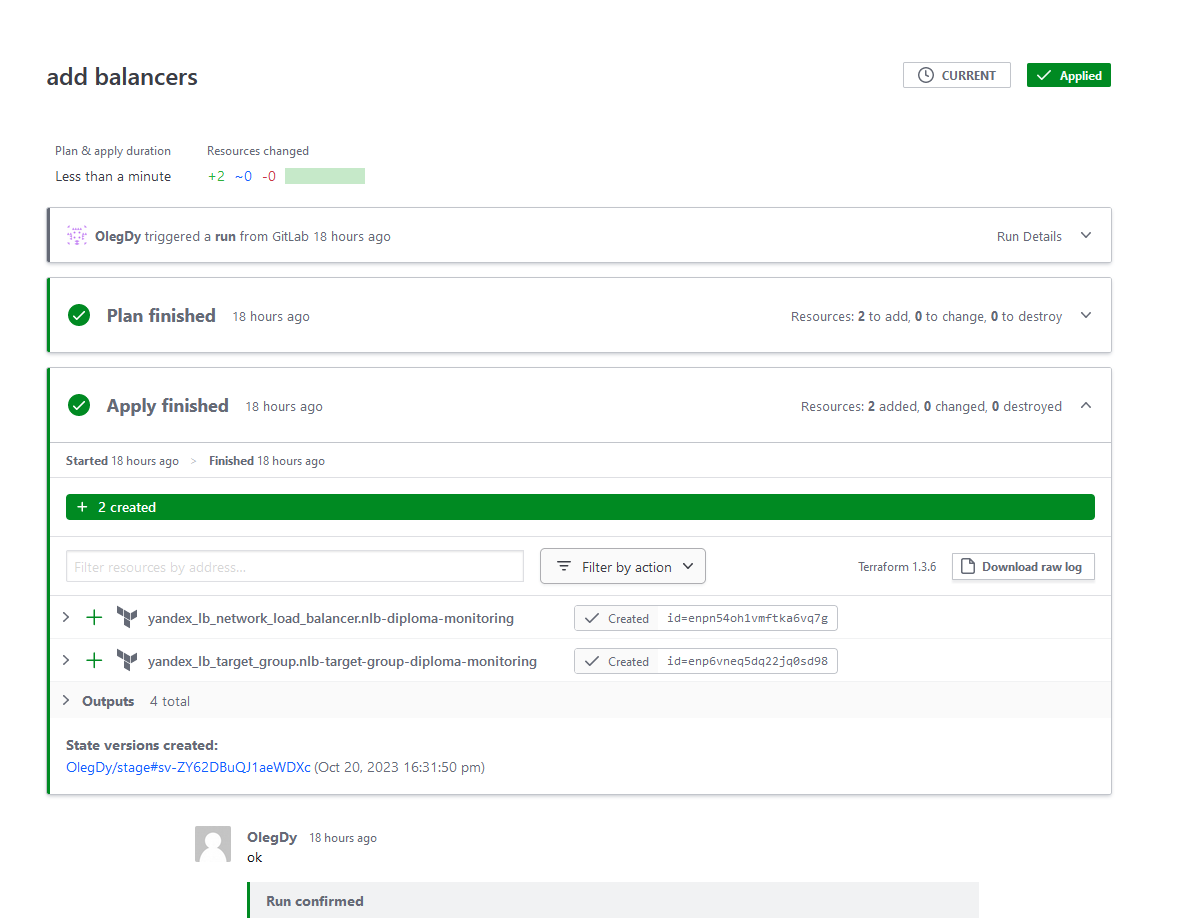 add balancers
CURRENT
Applied
Plan & apply duration
Resources changed
Less than a minute
+2 ~0 -0
OlegDy triggered a run from GitLab 18 hours ago
Run Details
Plan finished 18 hours ago
Resources: 2 to add, 0 to change, 0 to destroy
Apply finished 18 hours ago
Resources: 2 added, 0 changed, 0 destroyed
Started 18 hours ago > Finished 18 hours ago
+ 2 created
Filter resources by address...
Filter by action
Terraform 1.3.6
Download raw log
yandex_lb_network_load_balancer.nlb-diploma-monitoring
Created id=enpn54oh1vmftka6vq7g
yandex_lb_target_group.nlb-target-group-diploma-monitoring
Created id=enp6vneq5dq22jq0sd98
Outputs 4 total
State versions created:
OlegDy/stage#sv-ZY62DBuQJ1aeWDXc (Oct 20, 2023 16:31:50 pm)
OlegDy 18 hours ago
ok
Run confirmed